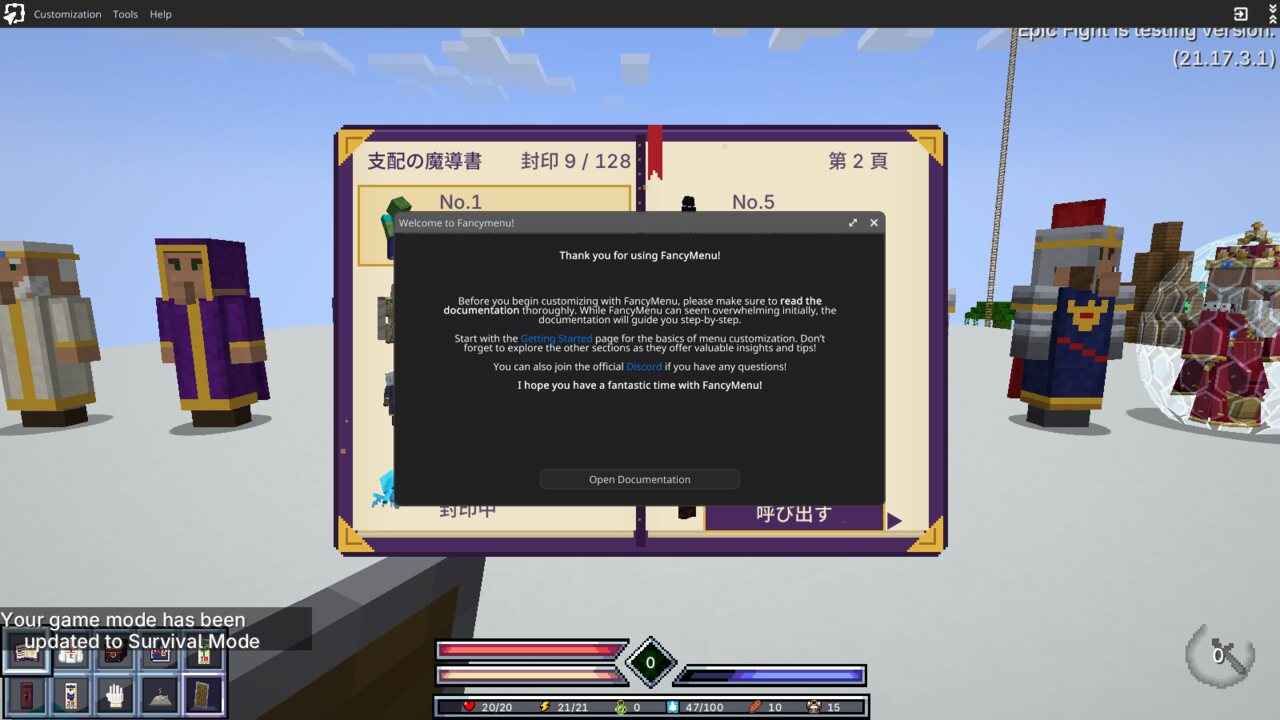 Customization Tools Help
Epic Fight is testing version.
(21.17.3.1)
支配の魔導書 封印 9 / 128
第 2 頁
No.1
No.5
Welcome to Fancymenu!
Thank you for using FancyMenu!
Before you begin customizing with FancyMenu, please make sure to read the
documentation thoroughly. While FancyMenu can seem overwhelming initially, the
documentation will guide you step-by-step.
Start with the Getting Started page for the basics of menu customization. Don't
forget to explore the other sections as they offer valuable insights and tips!
You can also join the official Discord if you have any questions!
I hope you have a fantastic time with FancyMenu!
Open Documentation
封印中
呼び出す
Your game mode has been
updated to Survival Mode
0
0
20/20 21/21 0 47/100 10 15